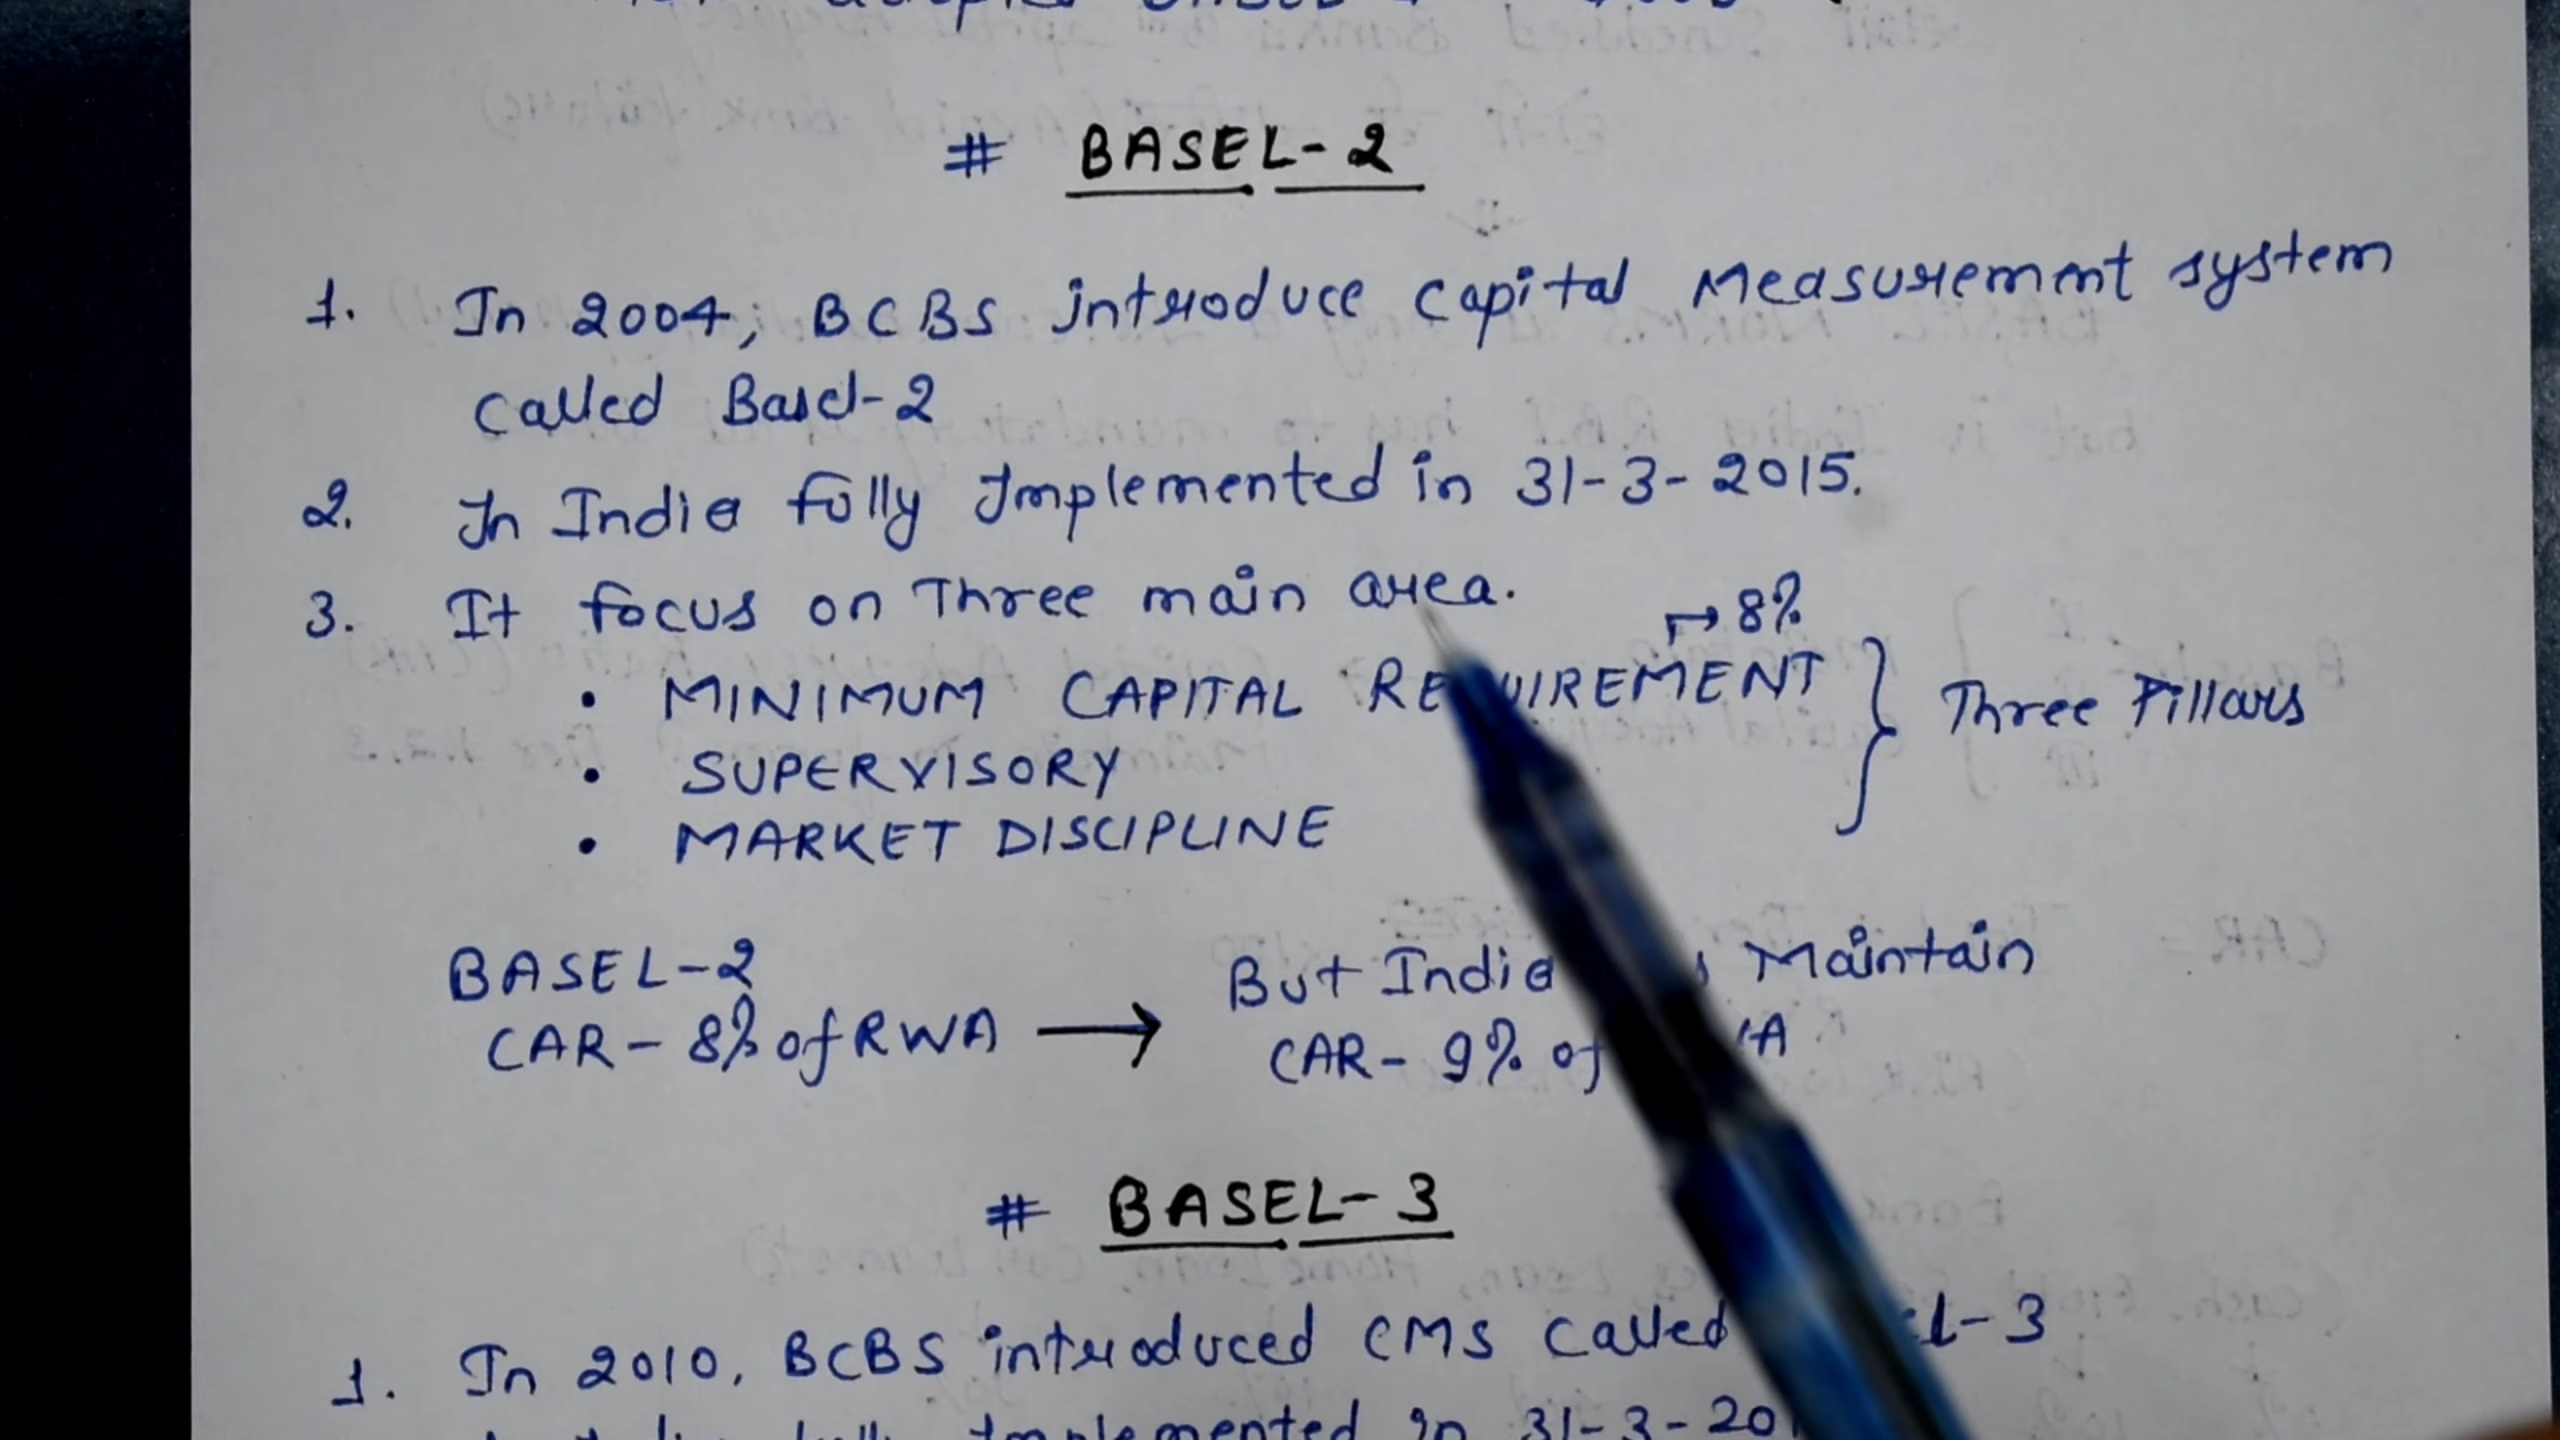 # BASEL-2
1. In 2004, BCBS introduce Capital Measurement system
called Basel-2
2. In India fully Implemented in 31-3-2015.
3. It focus on Three main area.
→ 8%
• MINIMUM CAPITAL REQUIREMENT
• SUPERVISORY
• MARKET DISCIPLINE
} Three Pillars
BASEL-2
CAR - 8% of RWA → But India Maintain
CAR - 9% of
# BASEL-3
1. In 2010, BCBS introduced CMS called
Implemented in 31-3-20